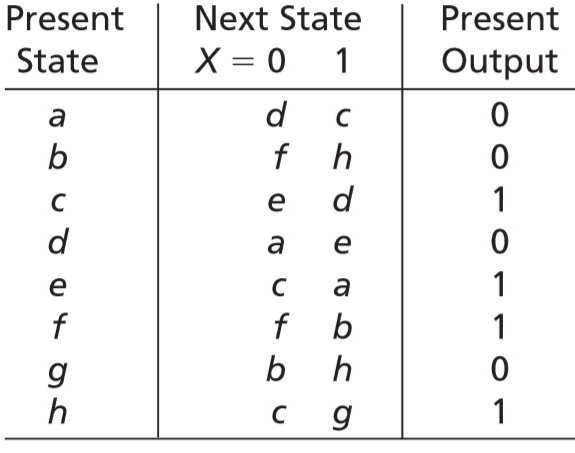 Present Next State Present
State X = 0 1 Output
a d c 0
b f h 0
c e d 1
d a e 0
e c a 1
f f b 1
g b h 0
h c g 1